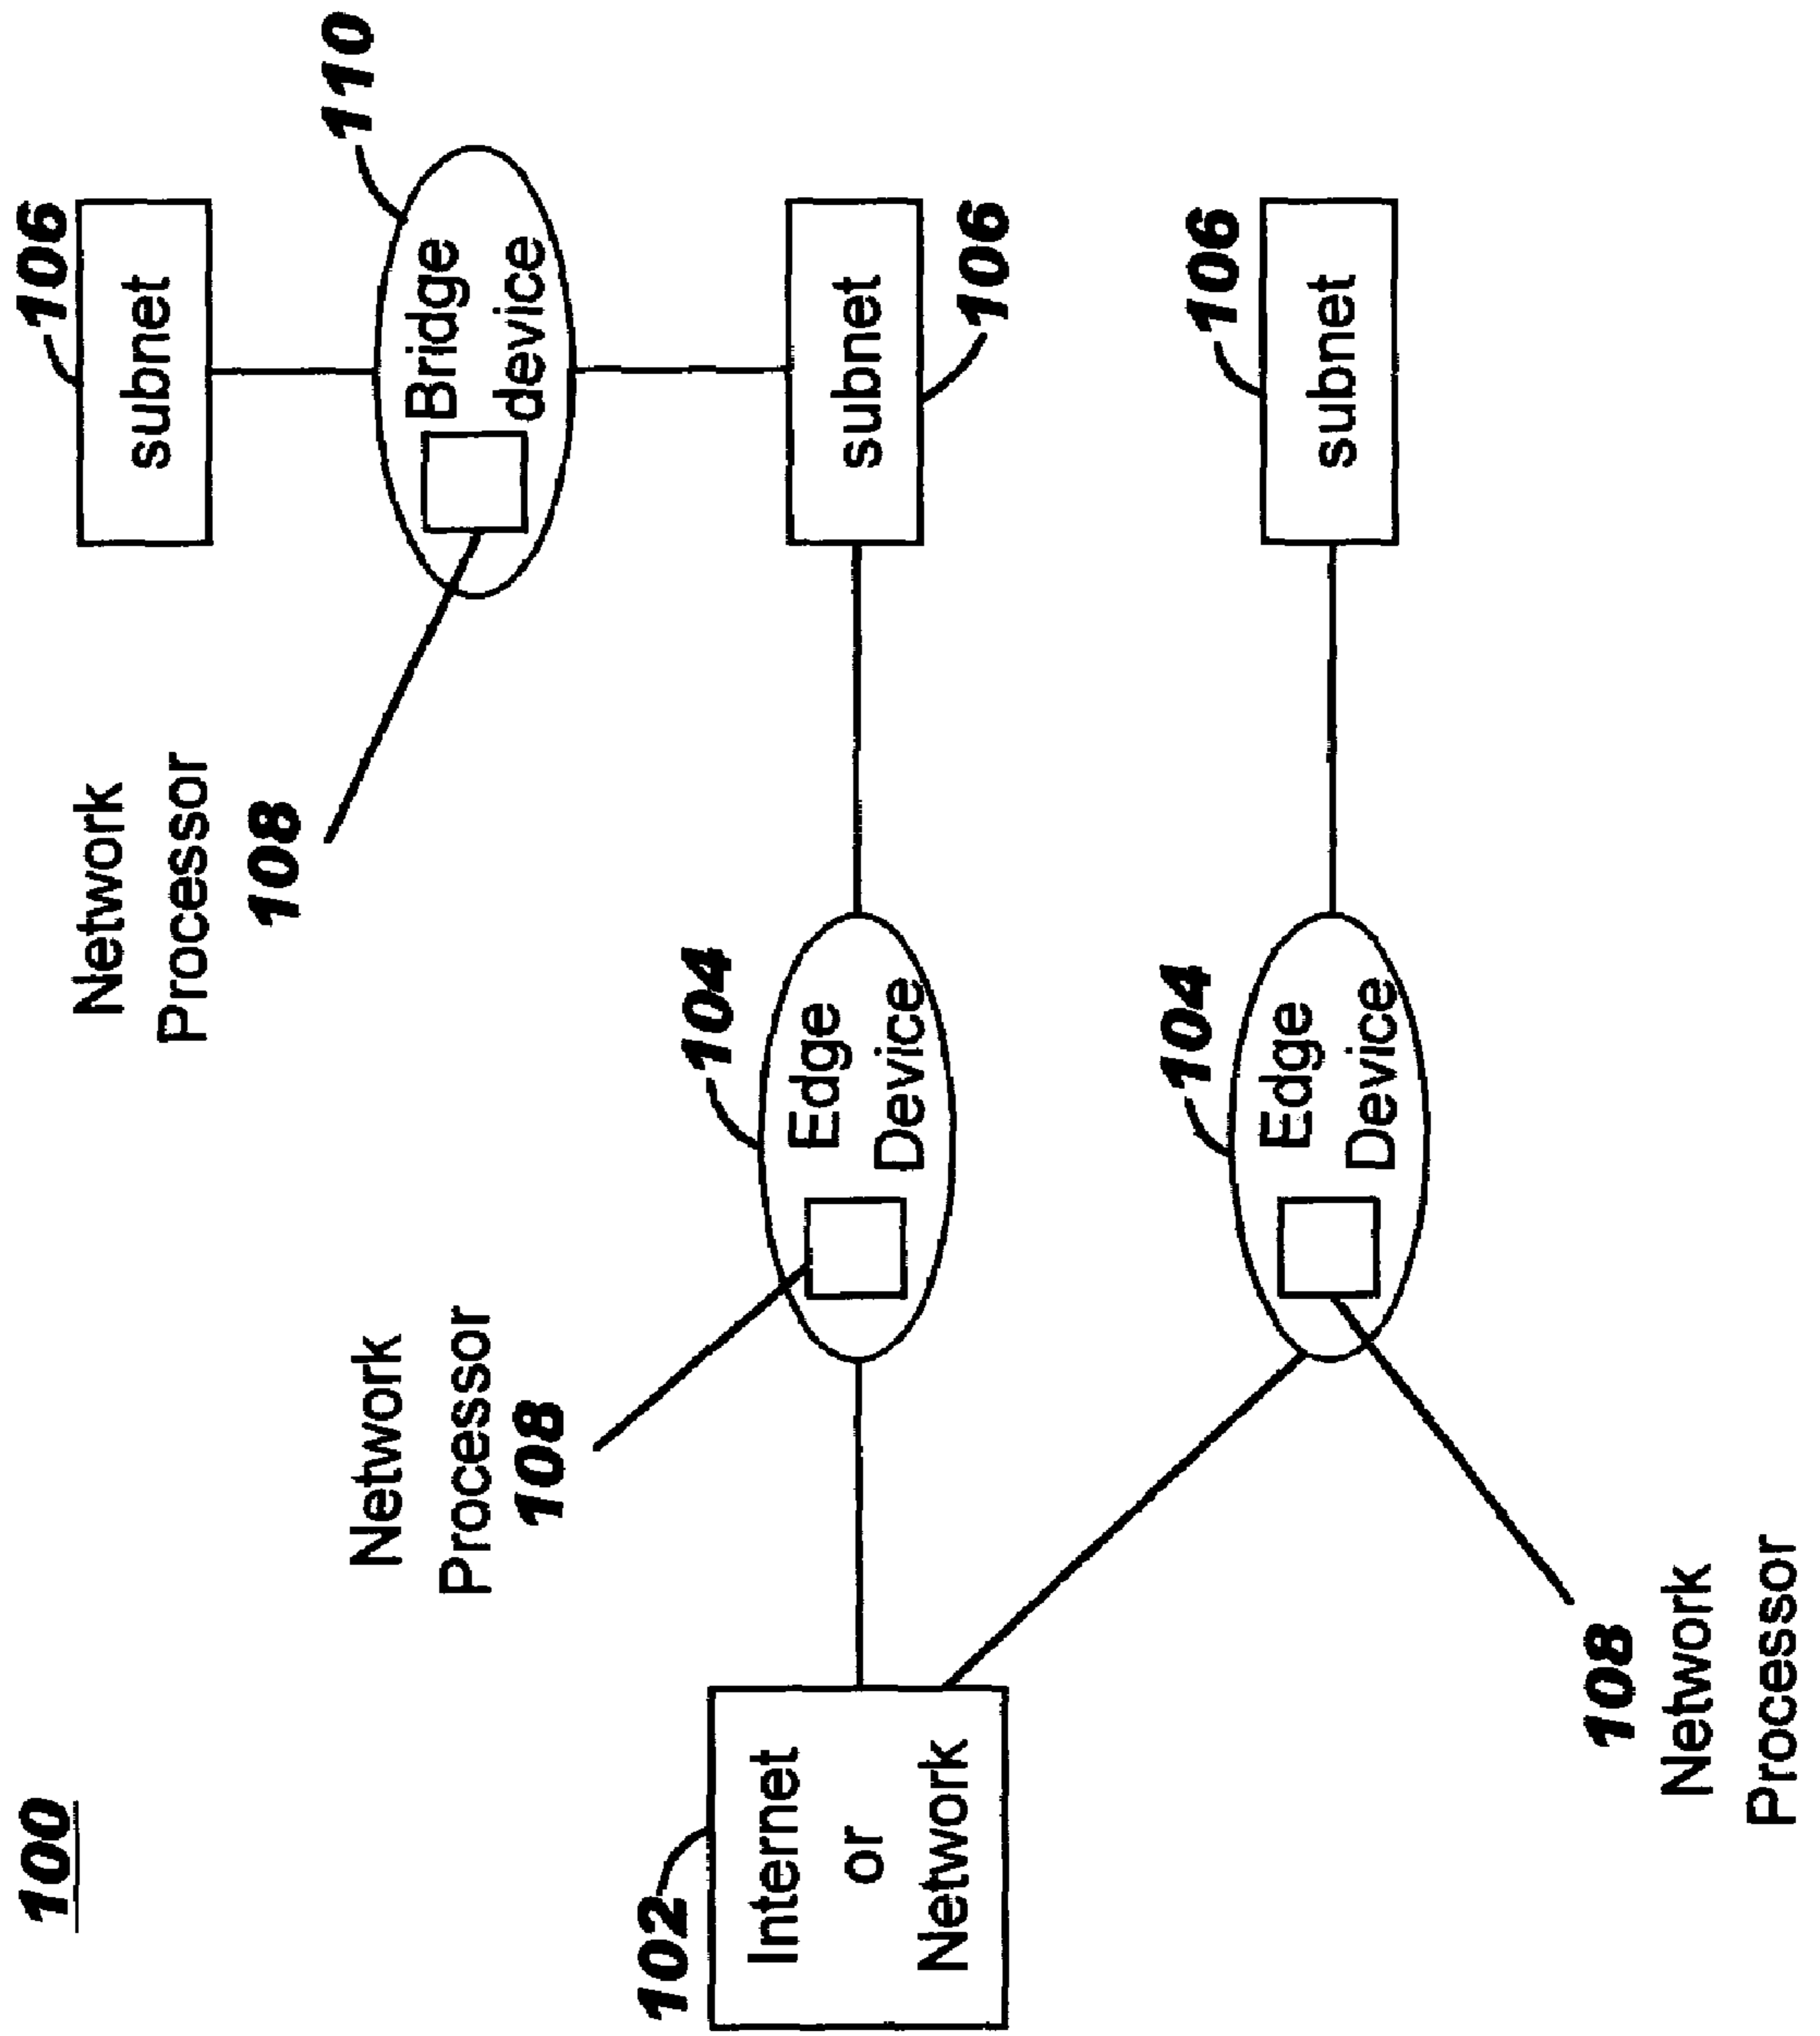 100
106
subnet
110
Network
Processor
108
Bridge
device
Network
Processor
108
104
Edge
Device
subnet
106
102
Internet
or
Network
104
Edge
Device
106
subnet
108
Network
Processor